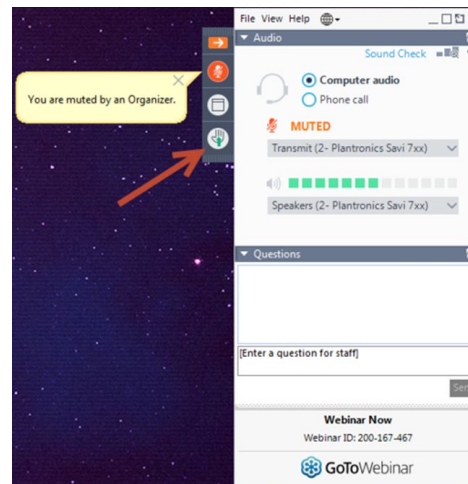 File View Help
Audio
Sound Check
You are muted by an Organizer.
Computer audio
Phone call
MUTED
Transmit (2- Plantronics Savi 7xx)
Speakers (2- Plantronics Savi 7xx)
Questions
[Enter a question for staff]
Webinar Now
Webinar ID: 200-167-467
GoToWebinar